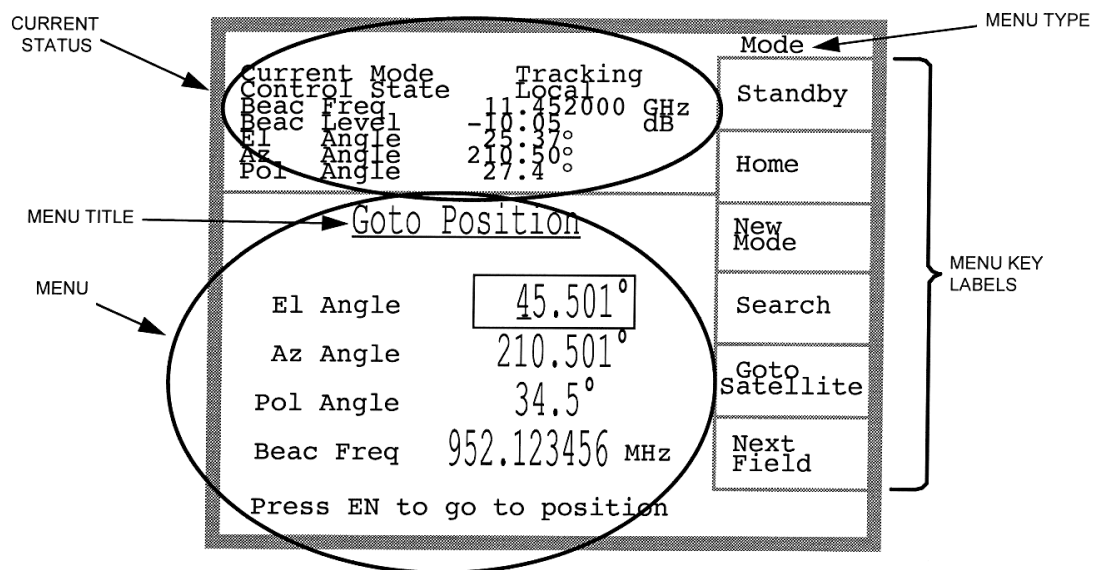 CURRENT
STATUS
MENU TYPE
Mode
Current Mode Tracking
Control State Local
Beac Freq 11.452000 GHz
Beac Level -10.05 dB
El Angle 25.37°
Az Angle 210.50°
Pol Angle 27.4 °
Standby
Home
New
Mode
Search
Goto
Satellite
Next
Field
MENU KEY
LABELS
MENU TITLE
Goto Position
MENU
El Angle 45.501°
Az Angle 210.501°
Pol Angle 34.5°
Beac Freq 952.123456 MHz
Press EN to go to position